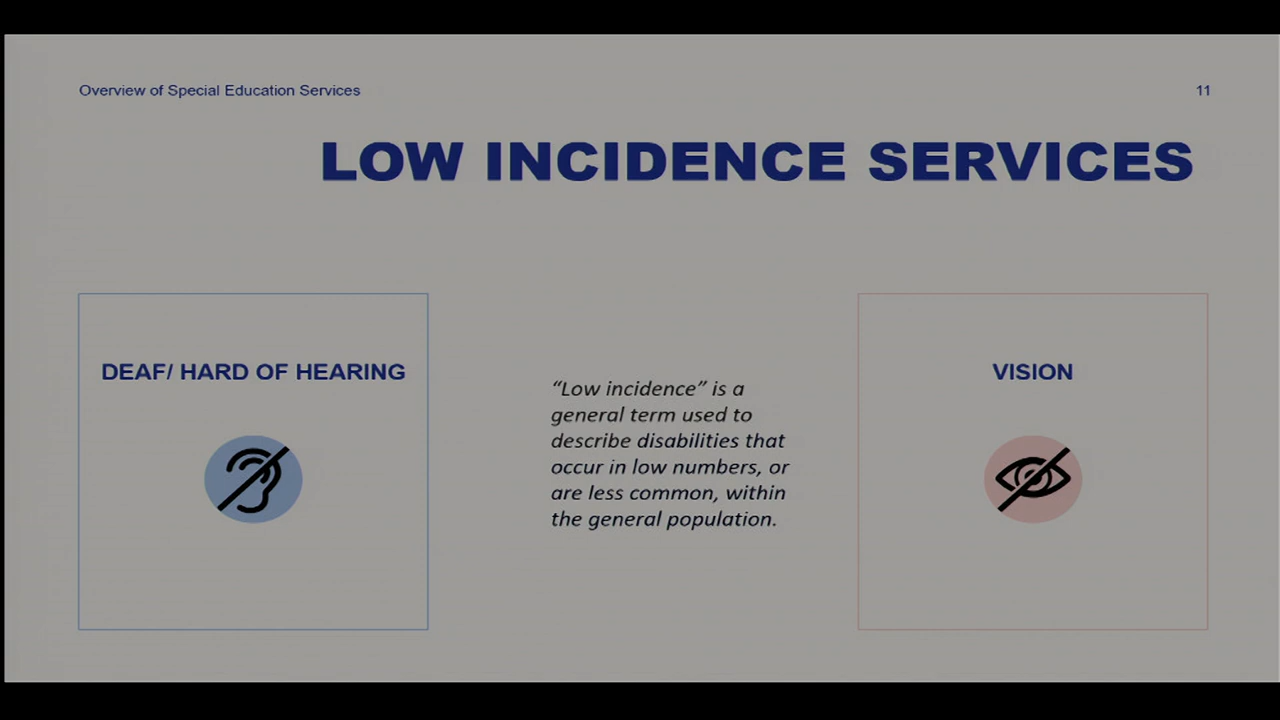 Overview of Special Education Services
11
LOW INCIDENCE SERVICES
DEAF/ HARD OF HEARING
“Low incidence” is a
general term used to
describe disabilities that
occur in low numbers, or
are less common, within
the general population.
VISION